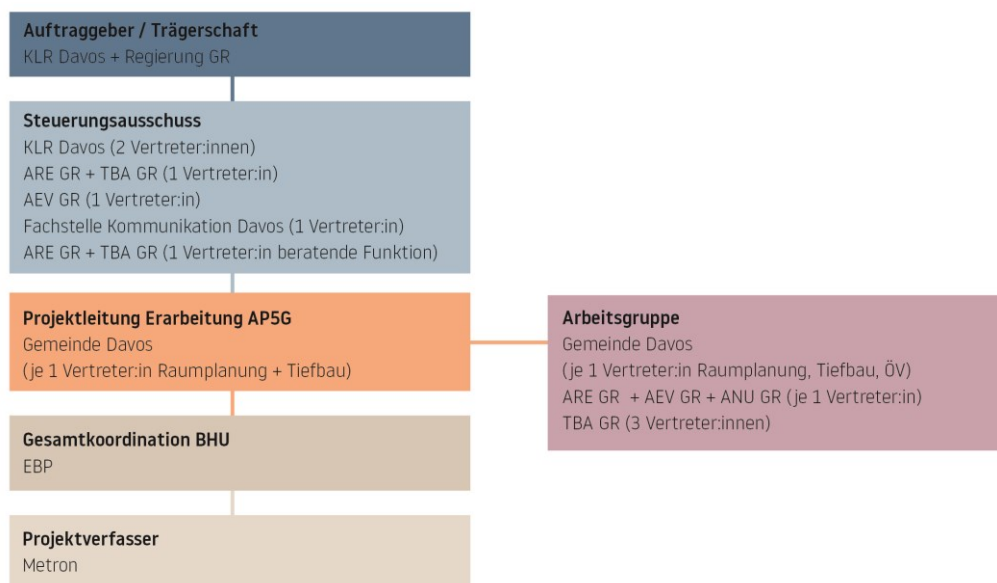 Auftraggeber / Trägerschaft
KLR Davos + Regierung GR
Steuerungsausschuss
KLR Davos (2 Vertreter:innen)
ARE GR + TBA GR (1 Vertreter:in)
AEV GR (1 Vertreter:in)
Fachstelle Kommunikation Davos (1 Vertreter:in)
ARE GR + TBA GR (1 Vertreter:in beratende Funktion)
Projektleitung Erarbeitung AP5G
Gemeinde Davos
(je 1 Vertreter:in Raumplanung + Tiefbau)
Arbeitsgruppe
Gemeinde Davos
(je 1 Vertreter:in Raumplanung, Tiefbau, ÖV)
ARE GR + AEV GR + ANU GR (je 1 Vertreter:in)
TBA GR (3 Vertreter:innen)
Gesamtkoordination BHU
EBP
Projektverfasser
Metron